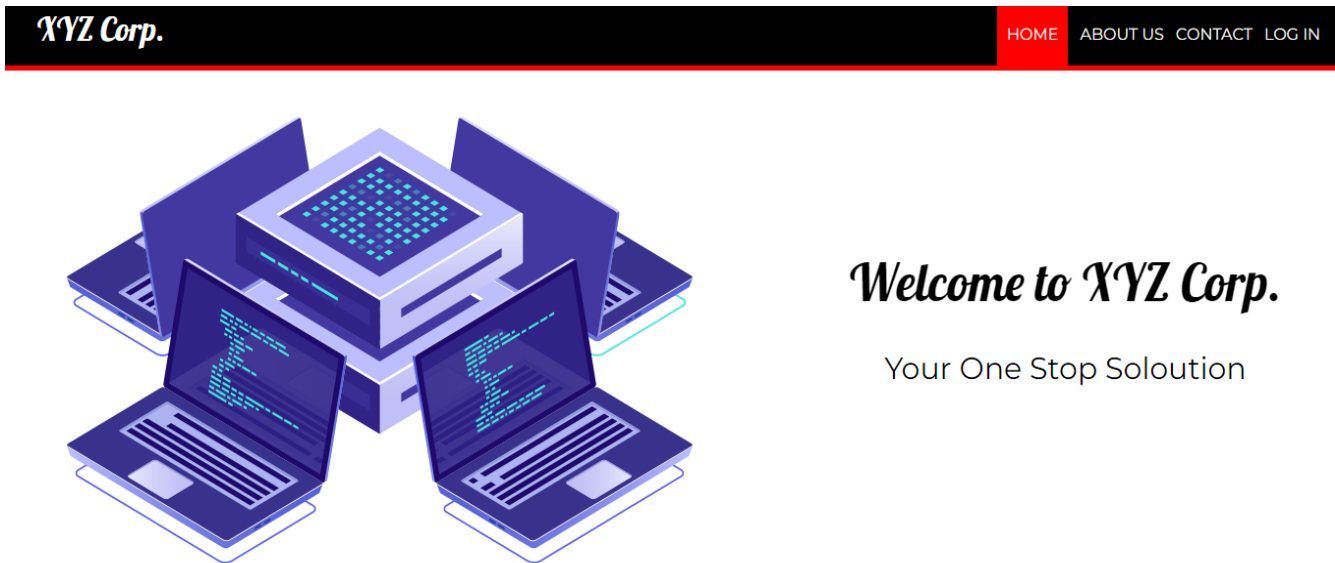 XYZ Corp.
HOME ABOUT US CONTACT LOG IN
Welcome to XYZ Corp.
Your One Stop Soloution